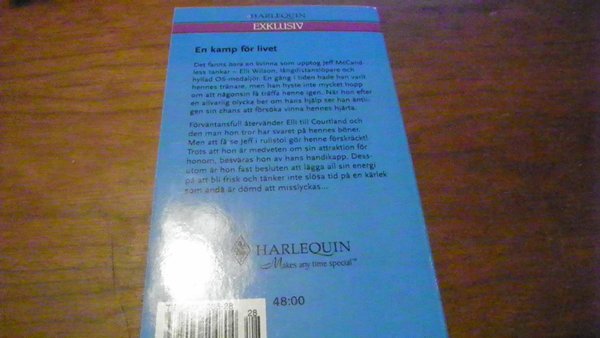 HARLEQUIN
EXKLUSIV
En kamp för livet
Det fanns bara en kvinna som upptog Jeff McCand-
less tankar – Elli Wilson, långdistanslöpare och
hyllad OS-medaljör. En gång i tiden hade han varit
hennes tränare, men han hyste inte mycket hopp
om att någonsin få träffa henne igen. När hon efter
en allvarlig olycka ber om hans hjälp ser han äntli-
gen sin chans att försöka vinna hennes hjärta.
Förväntansfull återvänder Elli till Courtland och
den man hon tror har svaret på hennes böner.
Men att få se Jeff i rullstol gör henne förskräckt!
Trots att hon är medveten om sin attraktion för
honom, besväras hon av hans handikapp. Dess-
utom är hon fast besluten att lägga all sin energi
på att bli frisk och tänker inte slösa tid på en kärlek
som ändå är dömd att misslyckas...
HARLEQUIN
Makes any time special™
48:00
28
28